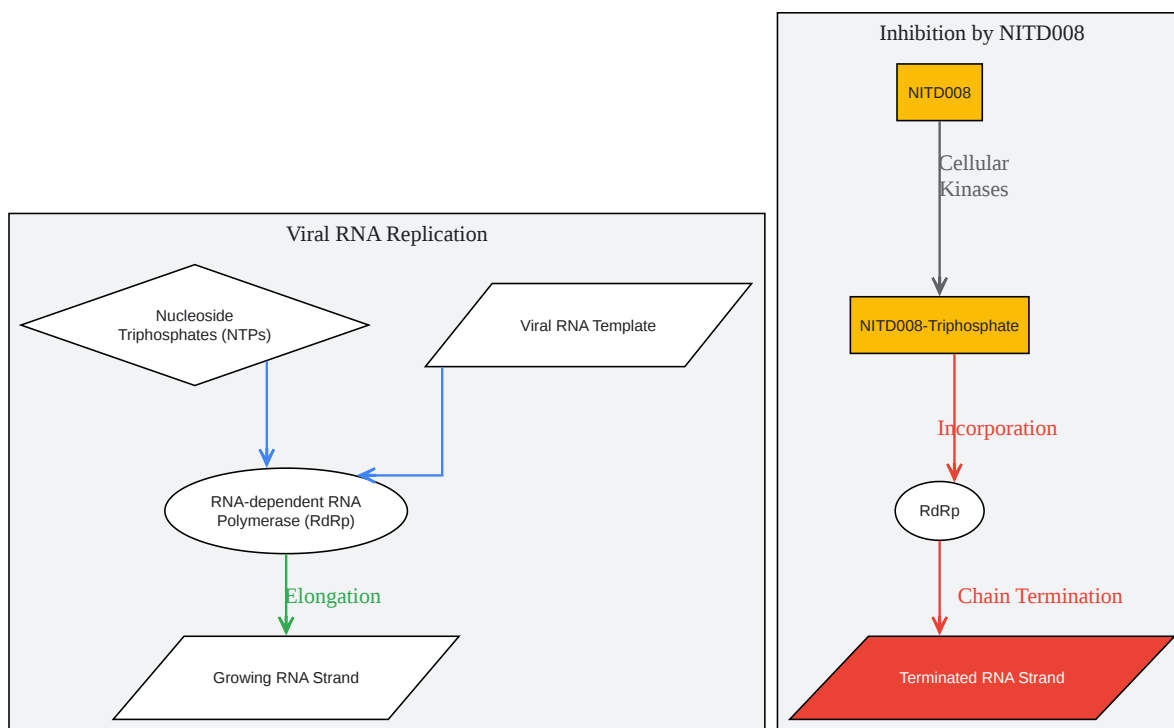 Viral RNA Replication
Nucleoside
Triphosphates (NTPs)
Viral RNA Template
RNA-dependent RNA
Polymerase (RdRp)
Elongation
Growing RNA Strand
Inhibition by NITD008
NITD008
Cellular
Kinases
NITD008-Triphosphate
Incorporation
RdRp
Chain Termination
Terminated RNA Strand